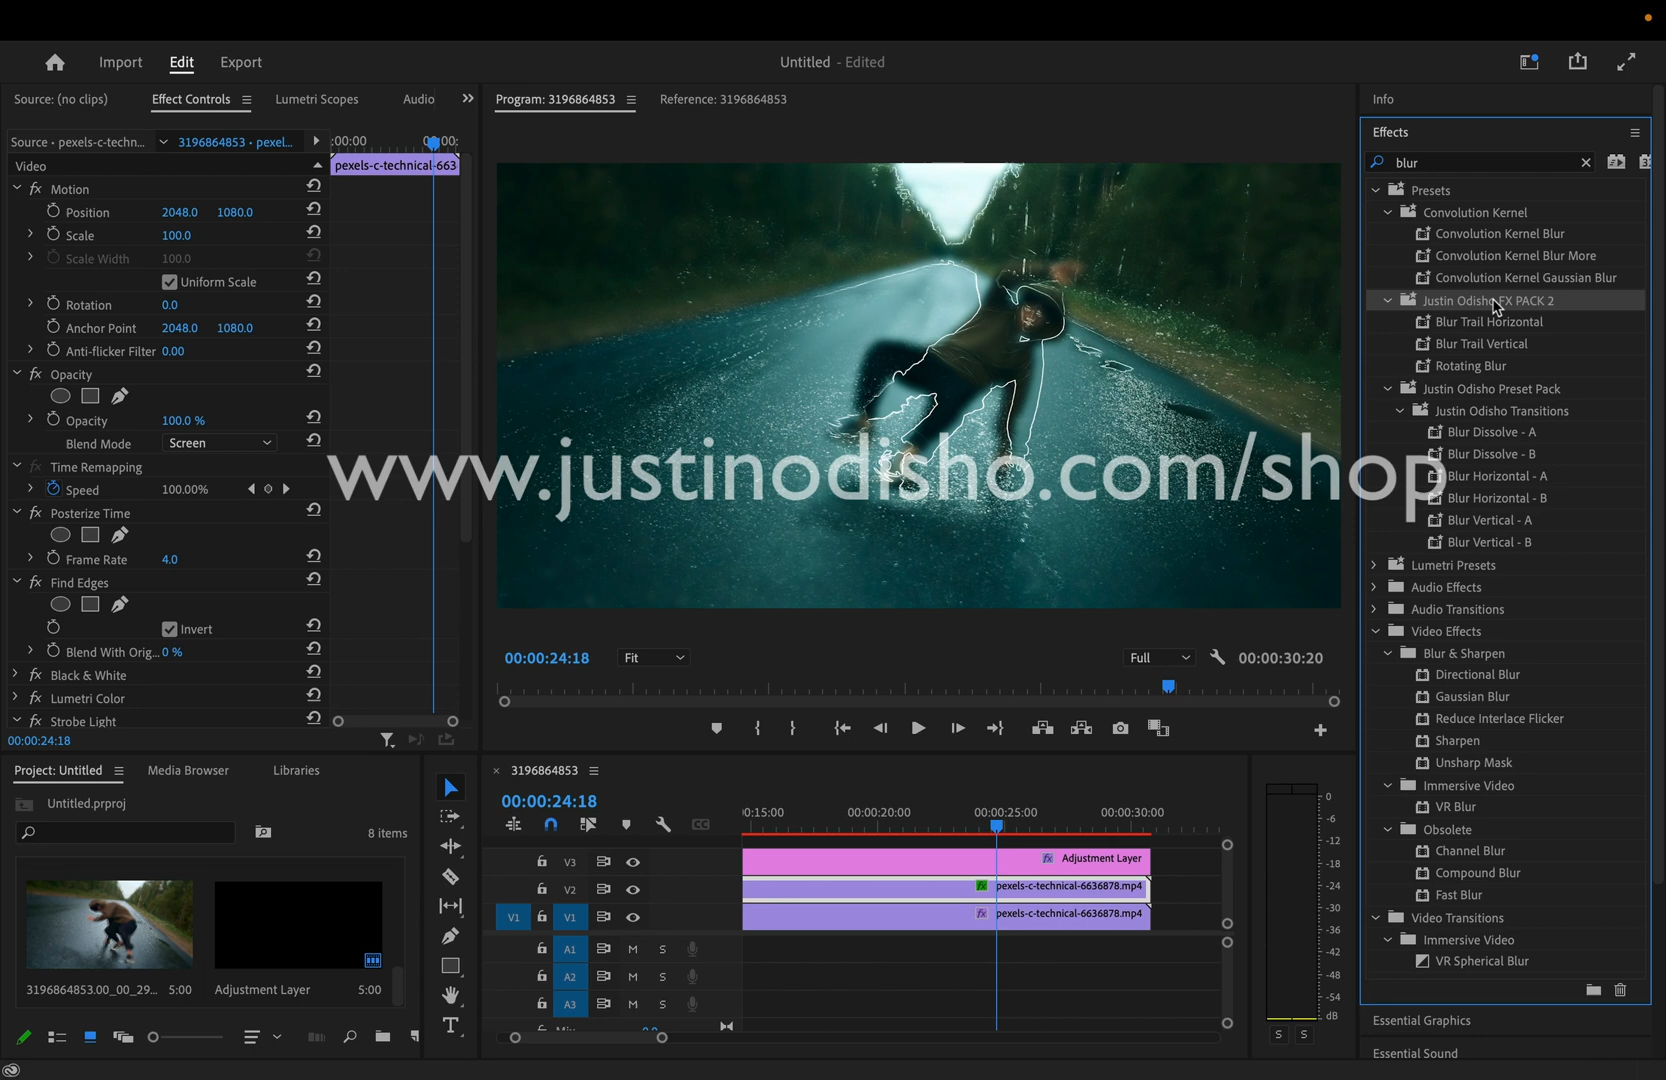 Import Edit Export
Untitled - Edited
Source: (no clips) Effect Controls Lumetri Scopes Audio
Source • pexels-c-techn... 3196864853 • pexel...
:00:00
Video
pexels-c-technical-663
Motion
Position 2048.0 1080.0
Scale 100.0
Scale Width 100.0
Uniform Scale
Rotation 0.0
Anchor Point 2048.0 1080.0
Anti-flicker Filter 0.00
Opacity
Opacity 100.0 %
Blend Mode Screen
Time Remapping
Speed 100.00%
Posterize Time
Frame Rate 4.0
Find Edges
Invert
Blend With Orig... 0 %
Black & White
Lumetri Color
Strobe Light
00:00:24:18
Program: 3196864853 Reference: 3196864853
www.justinodisho.com/shop
00:00:24:18 Fit Full 00:00:30:20
Info
Effects
blur
Presets
Convolution Kernel
Convolution Kernel Blur
Convolution Kernel Blur More
Convolution Kernel Gaussian Blur
Justin Odisho FX PACK 2
Blur Trail Horizontal
Blur Trail Vertical
Rotating Blur
Justin Odisho Preset Pack
Justin Odisho Transitions
Blur Dissolve - A
Blur Dissolve - B
Blur Horizontal - A
Blur Horizontal - B
Blur Vertical - A
Blur Vertical - B
Lumetri Presets
Audio Effects
Audio Transitions
Video Effects
Blur & Sharpen
Directional Blur
Gaussian Blur
Reduce Interlace Flicker
Sharpen
Unsharp Mask
Immersive Video
VR Blur
Obsolete
Channel Blur
Compound Blur
Fast Blur
Video Transitions
Immersive Video
VR Spherical Blur
Essential Graphics
Essential Sound
Project: Untitled Media Browser Libraries
Untitled.prproj
8 items
3196864853.00_00_29... 5:00
Adjustment Layer 5:00
3196864853
00:00:24:18
:15:00 00:00:20:00 00:00:25:00 00:00:30:00
V3 fx Adjustment Layer
V2 fx pexels-c-technical-6636878.mp4
V1 V1 fx pexels-c-technical-6636878.mp4
A1 M S
A2 M S
A3 M S
0
-6
-12
-18
-24
-30
-36
-42
-48
-54
dB
S S